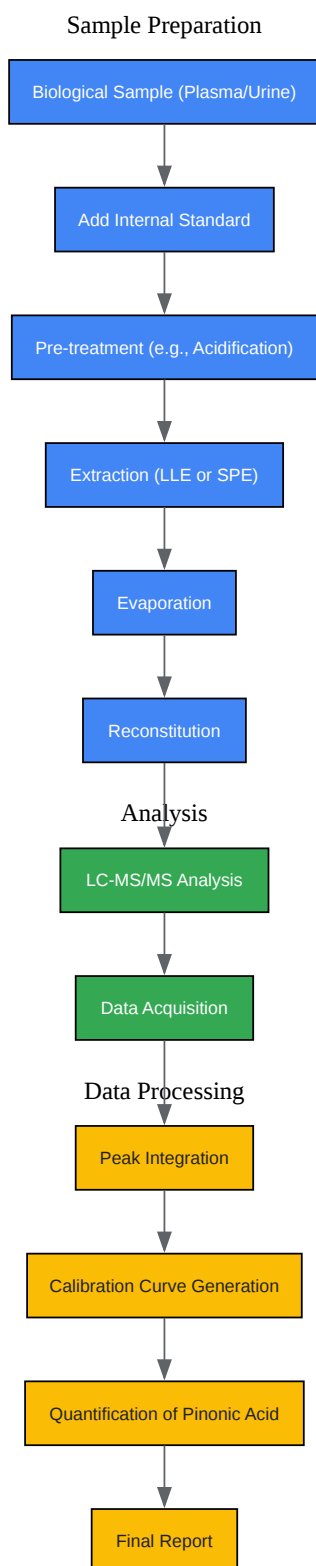 Sample Preparation
Biological Sample (Plasma/Urine)
Add Internal Standard
Pre-treatment (e.g., Acidification)
Extraction (LLE or SPE)
Evaporation
Reconstitution
Analysis
LC-MS/MS Analysis
Data Acquisition
Data Processing
Peak Integration
Calibration Curve Generation
Quantification of Pinonic Acid
Final Report